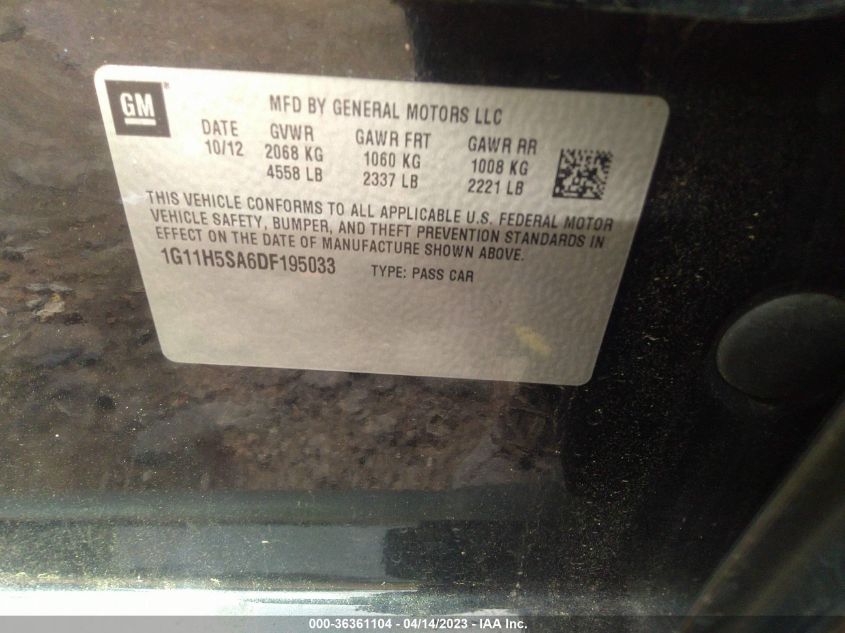 GM®
MFD BY GENERAL MOTORS LLC
DATE GVWR GAWR FRT GAWR RR
10/12 2068 KG 1060 KG 1008 KG
4558 LB 2337 LB 2221 LB
THIS VEHICLE CONFORMS TO ALL APPLICABLE U.S. FEDERAL MOTOR
VEHICLE SAFETY, BUMPER, AND THEFT PREVENTION STANDARDS IN
EFFECT ON THE DATE OF MANUFACTURE SHOWN ABOVE.
1G11H5SA6DF195033 TYPE: PASS CAR
000-36361104 - 04/14/2023 - IAA Inc.